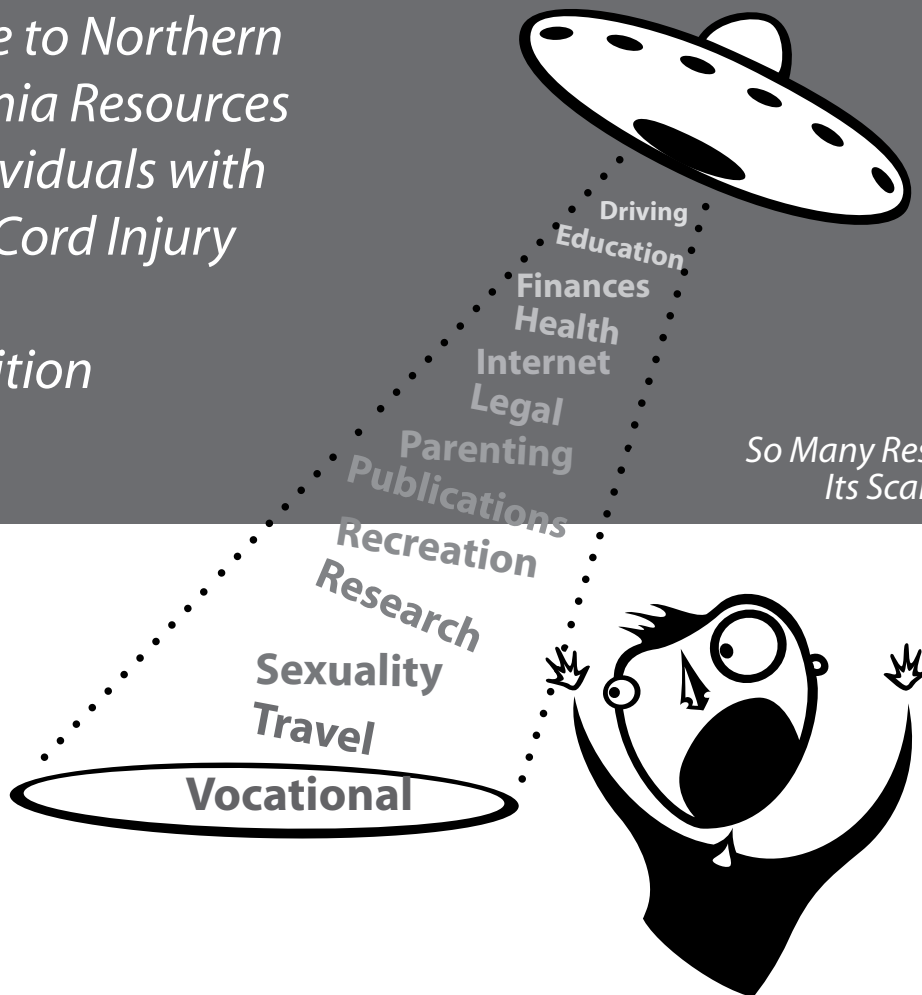 e to Northern
nia Resources
viduals with
Cord Injury
ition
Driving
Education
Finances
Health
Internet
Legal
Parenting
Publications
So Many Res
Its Scar
Recreation
Research
Sexuality
Travel
Vocational